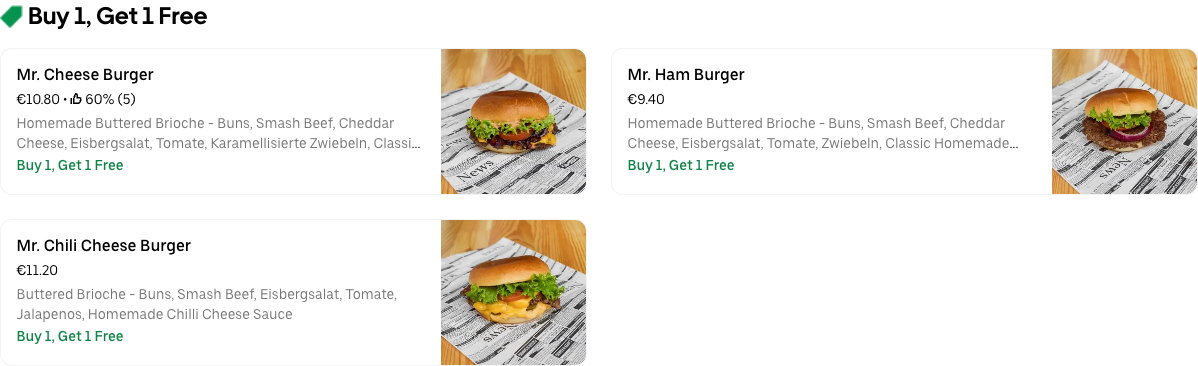 Buy 1, Get 1 Free
Mr. Cheese Burger
€10.80 • 60% (5)
Homemade Buttered Brioche - Buns, Smash Beef, Cheddar
Cheese, Eisbergsalat, Tomate, Karamellisierte Zwiebeln, Classi...
Buy 1, Get 1 Free
News
Mr. Ham Burger
€9.40
Homemade Buttered Brioche - Buns, Smash Beef, Cheddar
Cheese, Eisbergsalat, Tomate, Zwiebeln, Classic Homemade...
Buy 1, Get 1 Free
News
Mr. Chili Cheese Burger
€11.20
Buttered Brioche - Buns, Smash Beef, Eisbergsalat, Tomate,
Jalapenos, Homemade Chilli Cheese Sauce
Buy 1, Get 1 Free
News